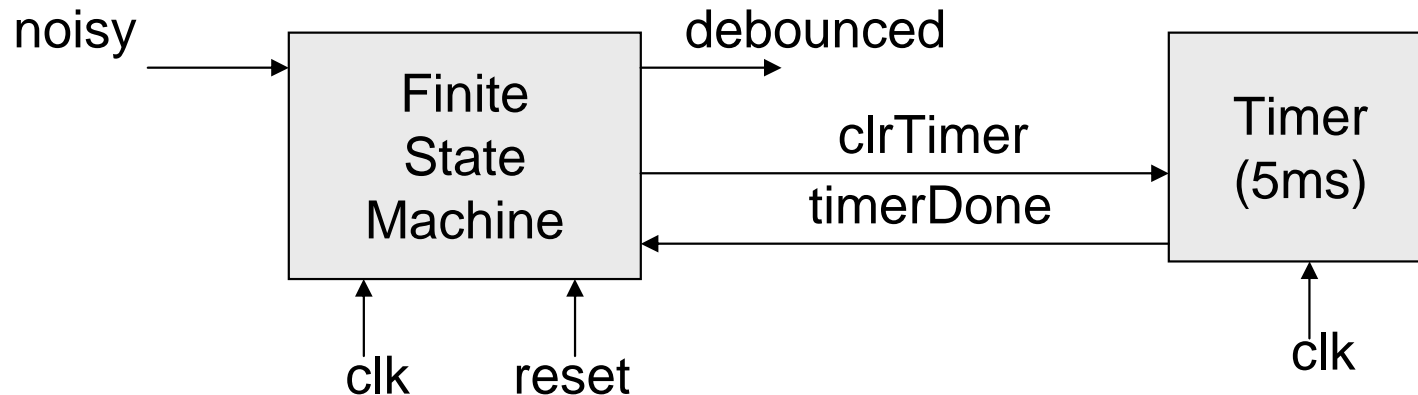 noisy
Finite
State
Machine
debounced
clrTimer
timerDone
Timer
(5ms)
clk
reset
clk